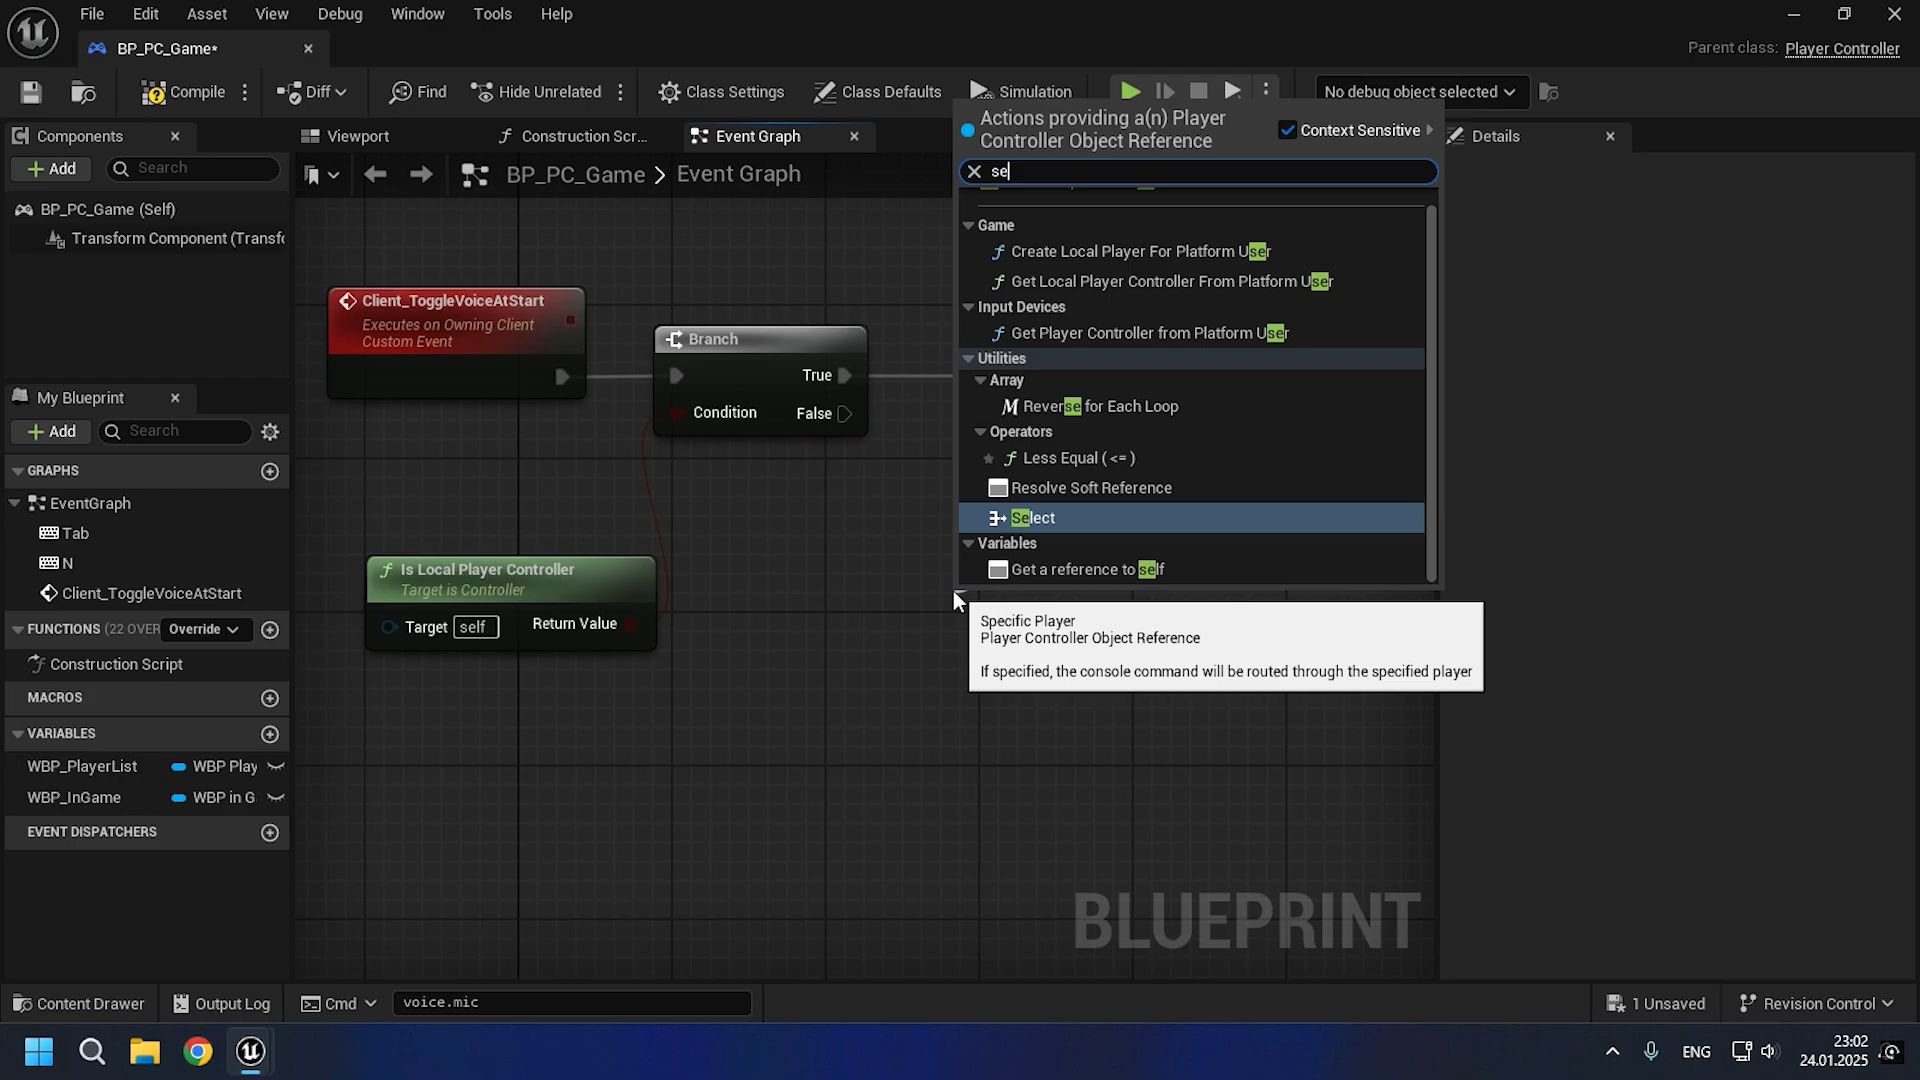 File Edit Asset View Debug Window Tools Help
BP_PC_Game*
Parent class: Player Controller
Compile Diff Find Hide Unrelated Class Settings Class Defaults Simulation No debug object selected
Components
Add Search
BP_PC_Game (Self)
Transform Component (Transfo
My Blueprint
Add Search
GRAPHS
EventGraph
Tab
N
Client_ToggleVoiceAtStart
FUNCTIONS (22 OVER Override
Construction Script
MACROS
VARIABLES
WBP_PlayerList WBP Play
WBP_InGame WBP in G
EVENT DISPATCHERS
Viewport Construction Scr... Event Graph
BP_PC_Game > Event Graph
Client_ToggleVoiceAtStart
Executes on Owning Client
Custom Event
Branch
True
Condition False
Is Local Player Controller
Target is Controller
Target self Return Value
Actions providing a(n) Player
Controller Object Reference
Context Sensitive
se
Game
Create Local Player For Platform User
Get Local Player Controller From Platform User
Input Devices
Get Player Controller from Platform User
Utilities
Array
Reverse for Each Loop
Operators
Less Equal (<=)
Resolve Soft Reference
Select
Variables
Get a reference to self
Specific Player
Player Controller Object Reference
If specified, the console command will be routed through the specified player
Details
BLUEPRINT
Content Drawer Output Log Cmd voice.mic 1 Unsaved Revision Control
ENG
23:02
24.01.2025